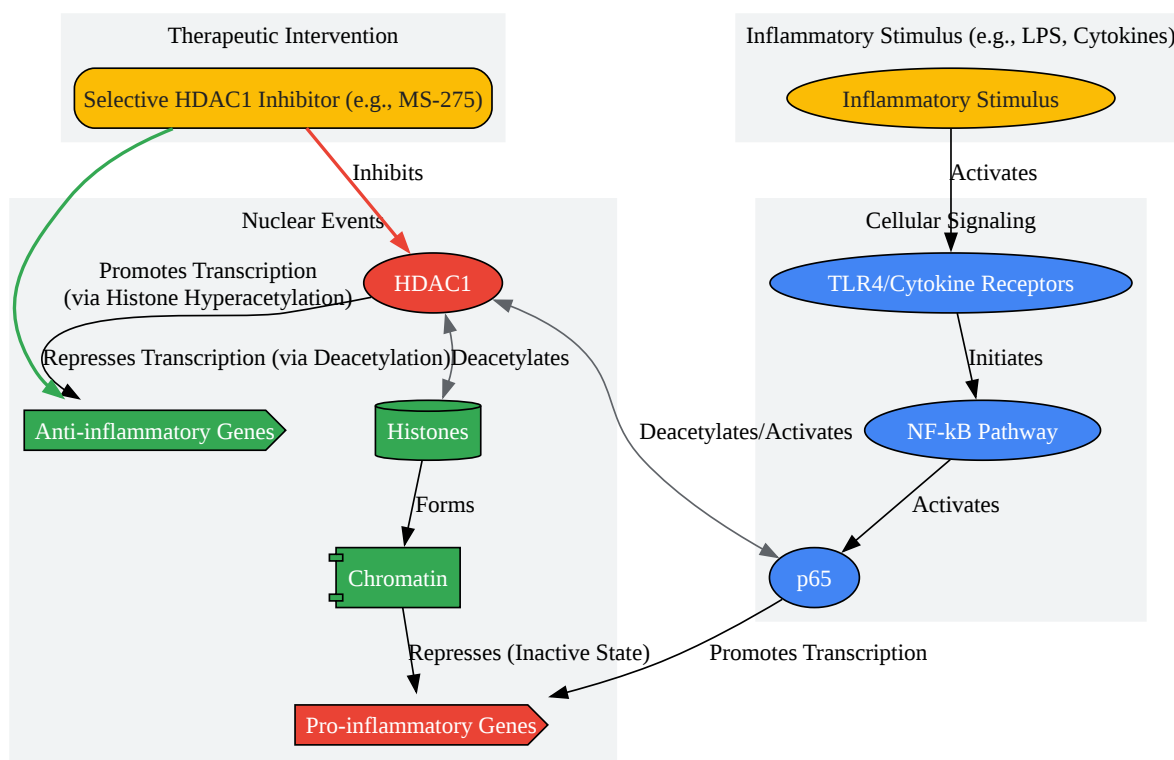 Therapeutic Intervention
Inflammatory Stimulus (e.g., LPS, Cytokines)
Selective HDAC1 Inhibitor (e.g., MS-275)
Inflammatory Stimulus
Inhibits
Activates
Nuclear Events
Cellular Signaling
Promotes Transcription
(via Histone Hyperacetylation)
HDAC1
TLR4/Cytokine Receptors
Represses Transcription (via Deacetylation)
Deacetylates
Initiates
Anti-inflammatory Genes
Histones
Deacetylates/Activates
NF-kB Pathway
Forms
Activates
Chromatin
p65
Represses (Inactive State)
Promotes Transcription
Pro-inflammatory Genes